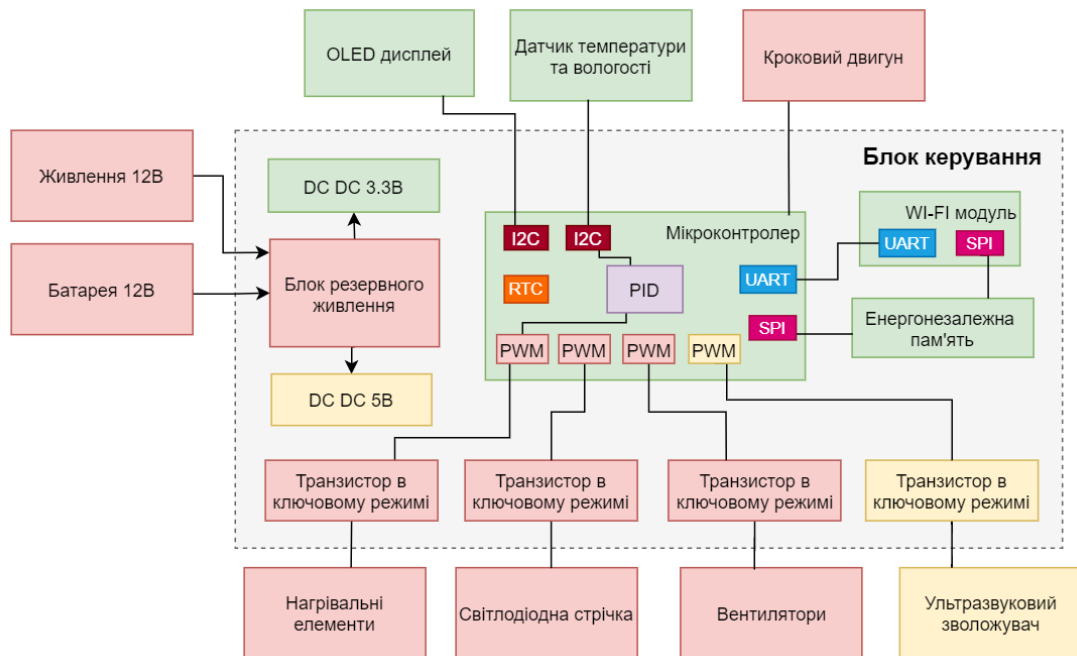 OLED дисплей
Датчик температури
та вологості
Кроковий двигун
Живлення 12В
Батарея 12В
Блок керування
DC DC 3.3В
Блок резервного
живлення
DC DC 5В
I2C
I2C
Мікроконтролер
RTC
PID
UART
SPI
PWM
PWM
PWM
PWM
WI-FI модуль
UART
SPI
Енергонезалежна
пам'ять
Транзистор в
ключовому режимі
Транзистор в
ключовому режимі
Транзистор в
ключовому режимі
Транзистор в
ключовому режимі
Нагрівальні
елементи
Світлодіодна стрічка
Вентилятори
Ультразвуковий
зволожувач